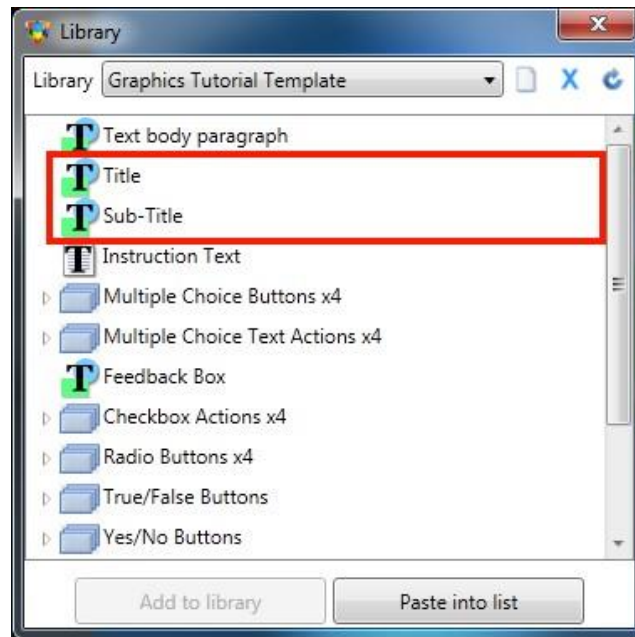 Library
Library Graphics Tutorial Template
Text body paragraph
Title
Sub-Title
Instruction Text
Multiple Choice Buttons x4
Multiple Choice Text Actions x4
Feedback Box
Checkbox Actions x4
Radio Buttons x4
True/False Buttons
Yes/No Buttons
Add to library Paste into list